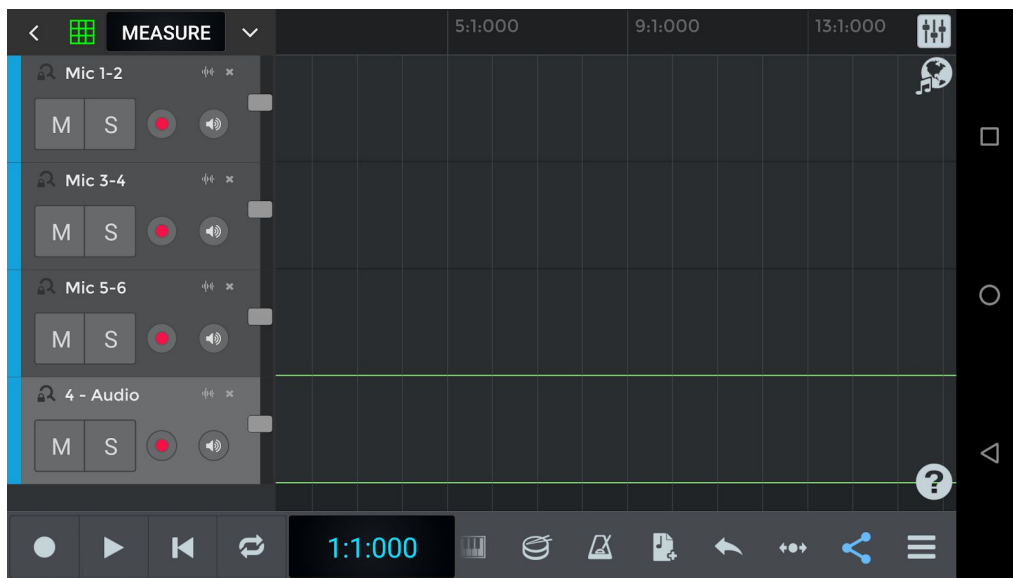 MEASURE
5:1:000 9:1:000 13:1:000
Mic 1-2
M S
Mic 3-4
M S
Mic 5-6
M S
4 - Audio
M S
?
1:1:000